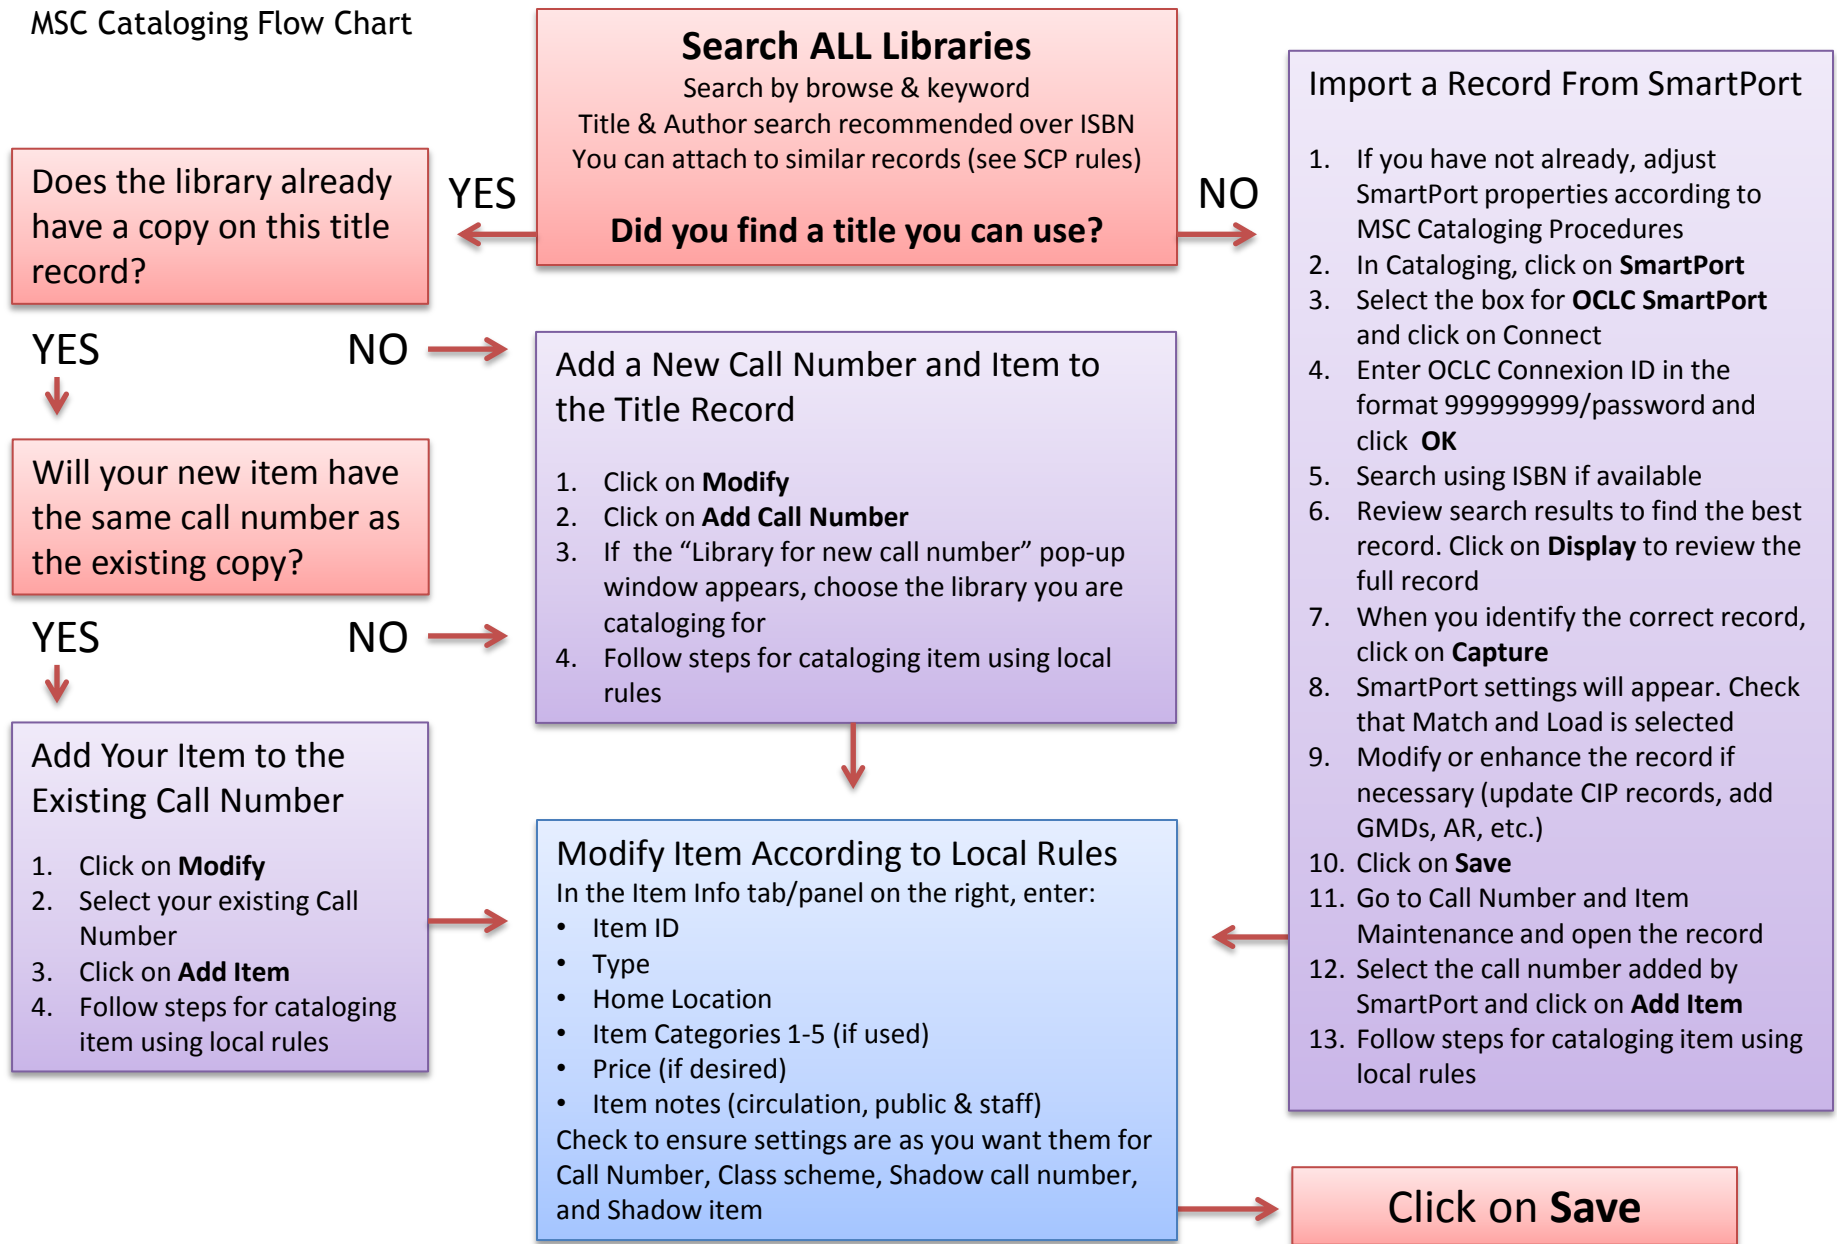 MSC Cataloging Flow Chart
Search ALL Libraries
Search by browse & keyword
Title & Author search recommended over ISBN
You can attach to similar records (see SCP rules)
Did you find a title you can use?
YES
NO
Does the library already
have a copy on this title
record?
YES
NO
Will your new item have
the same call number as
the existing copy?
YES
NO
Add Your Item to the
Existing Call Number
1. Click on Modify
2. Select your existing Call
Number
3. Click on Add Item
4. Follow steps for cataloging
item using local rules
Add a New Call Number and Item to
the Title Record
1. Click on Modify
2. Click on Add Call Number
3. If the “Library for new call number” pop-up
window appears, choose the library you are
cataloging for
4. Follow steps for cataloging item using local
rules
Modify Item According to Local Rules
In the Item Info tab/panel on the right, enter:
• Item ID
• Type
• Home Location
• Item Categories 1-5 (if used)
• Price (if desired)
• Item notes (circulation, public & staff)
Check to ensure settings are as you want them for
Call Number, Class scheme, Shadow call number,
and Shadow item
Import a Record From SmartPort
1. If you have not already, adjust
SmartPort properties according to
MSC Cataloging Procedures
2. In Cataloging, click on SmartPort
3. Select the box for OCLC SmartPort
and click on Connect
4. Enter OCLC Connexion ID in the
format 999999999/password and
click OK
5. Search using ISBN if available
6. Review search results to find the best
record. Click on Display to review the
full record
7. When you identify the correct record,
click on Capture
8. SmartPort settings will appear. Check
that Match and Load is selected
9. Modify or enhance the record if
necessary (update CIP records, add
GMDs, AR, etc.)
10. Click on Save
11. Go to Call Number and Item
Maintenance and open the record
12. Select the call number added by
SmartPort and click on Add Item
13. Follow steps for cataloging item using
local rules
Click on Save